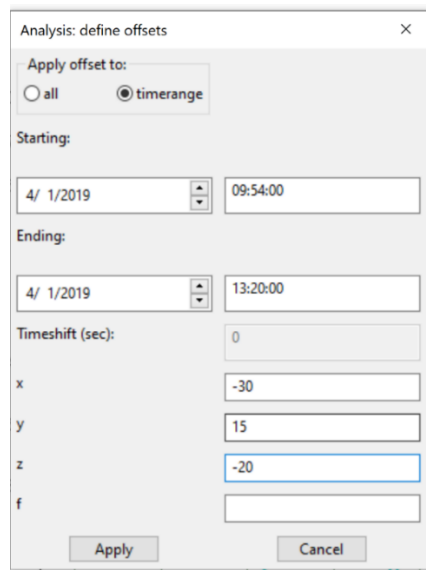 Analysis: define offsets
Apply offset to:
all timerange
Starting:
4/ 1/2019 09:54:00
Ending:
4/ 1/2019 13:20:00
Timeshift (sec): 0
x -30
y 15
z -20
f
Apply Cancel